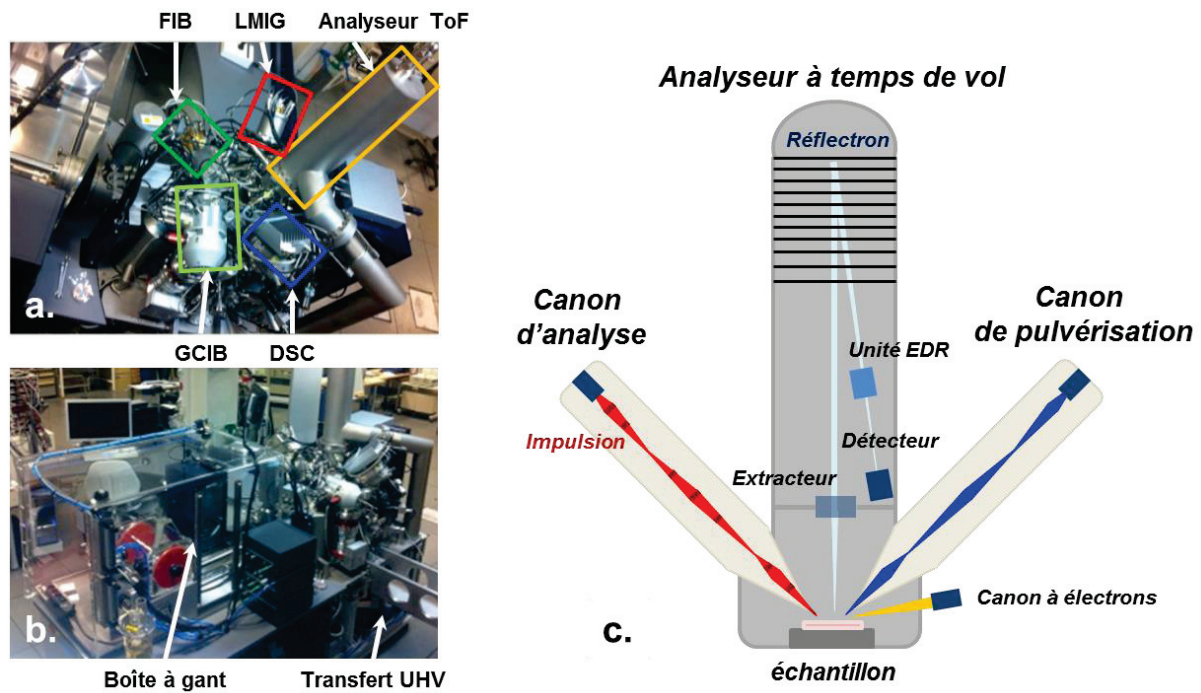 FIB LMIG Analyseur ToF
a.
GCIB DSC
b.
Boîte à gant Transfert UHV
Analyseur à temps de vol
Réflectron
Canon
d'analyse
Canon
de pulvérisation
Unité EDR
Impulsion
Détecteur
Extracteur
Canon à électrons
c.
échantillon